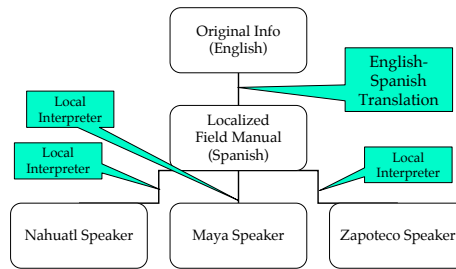 Original Info
(English)
English-
Spanish
Translation
Local
Interpreter
Localized
Field Manual
(Spanish)
Local
Interpreter
Local
Interpreter
Nahuatl Speaker
Maya Speaker
Zapoteco Speaker